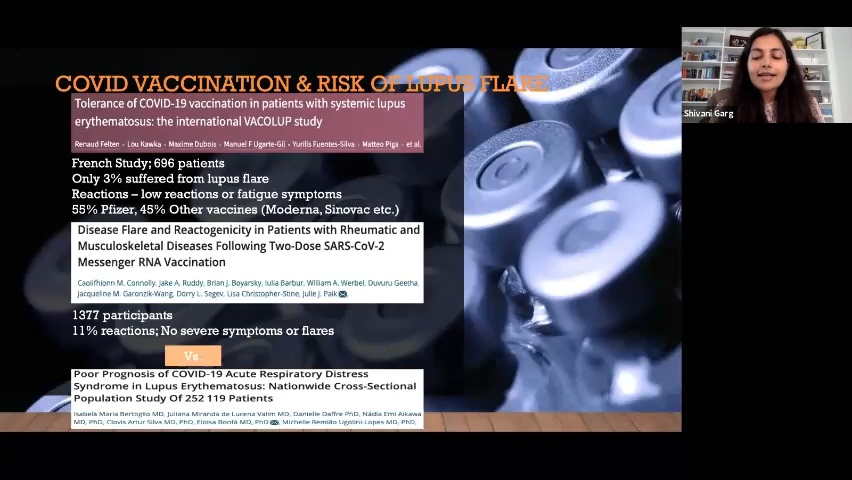 COVID VACCINATION & RISK OF LUPUS FLARE
Tolerance of COVID-19 vaccination in patients with systemic lupus
erythematosus: the international VACOLUP study
Renaud Felten • Lou Kawka • Maxime Dubois • Manuel F Ugarte-Gil • Yurilis Fuentes-Silva • Matteo Piga • et al.
French Study; 696 patients
Only 3% suffered from lupus flare
Reactions – low reactions or fatigue symptoms
55% Pfizer, 45% Other vaccines (Moderna, Sinovac etc.)
Disease Flare and Reactogenicity in Patients with Rheumatic and
Musculoskeletal Diseases Following Two-Dose SARS-CoV-2
Messenger RNA Vaccination
Caoilfhionn M. Connolly, Jake A. Ruddy, Brian J. Boyarsky, Iulia Barbur, William A. Werbel, Duvuru Geetha,
Jacqueline M. Garonzik-Wang, Dorry L. Segev, Lisa Christopher-Stine, Julie J. Paik
1377 participants
11% reactions; No severe symptoms or flares
Vs.
Poor Prognosis of COVID-19 Acute Respiratory Distress
Syndrome in Lupus Erythematosus: Nationwide Cross-Sectional
Population Study Of 252 119 Patients
Isabela Maria Bertoglio MD, Juliana Miranda de Lucena Valim MD, Danielle Daffre PhD, Nádia Emi Aikawa
MD, PhD, Clovis Artur Silva MD, PhD, Eloisa Bonfá MD, PhD, Michelle Remião Ugolini-Lopes MD, PhD,
Shivani Garg